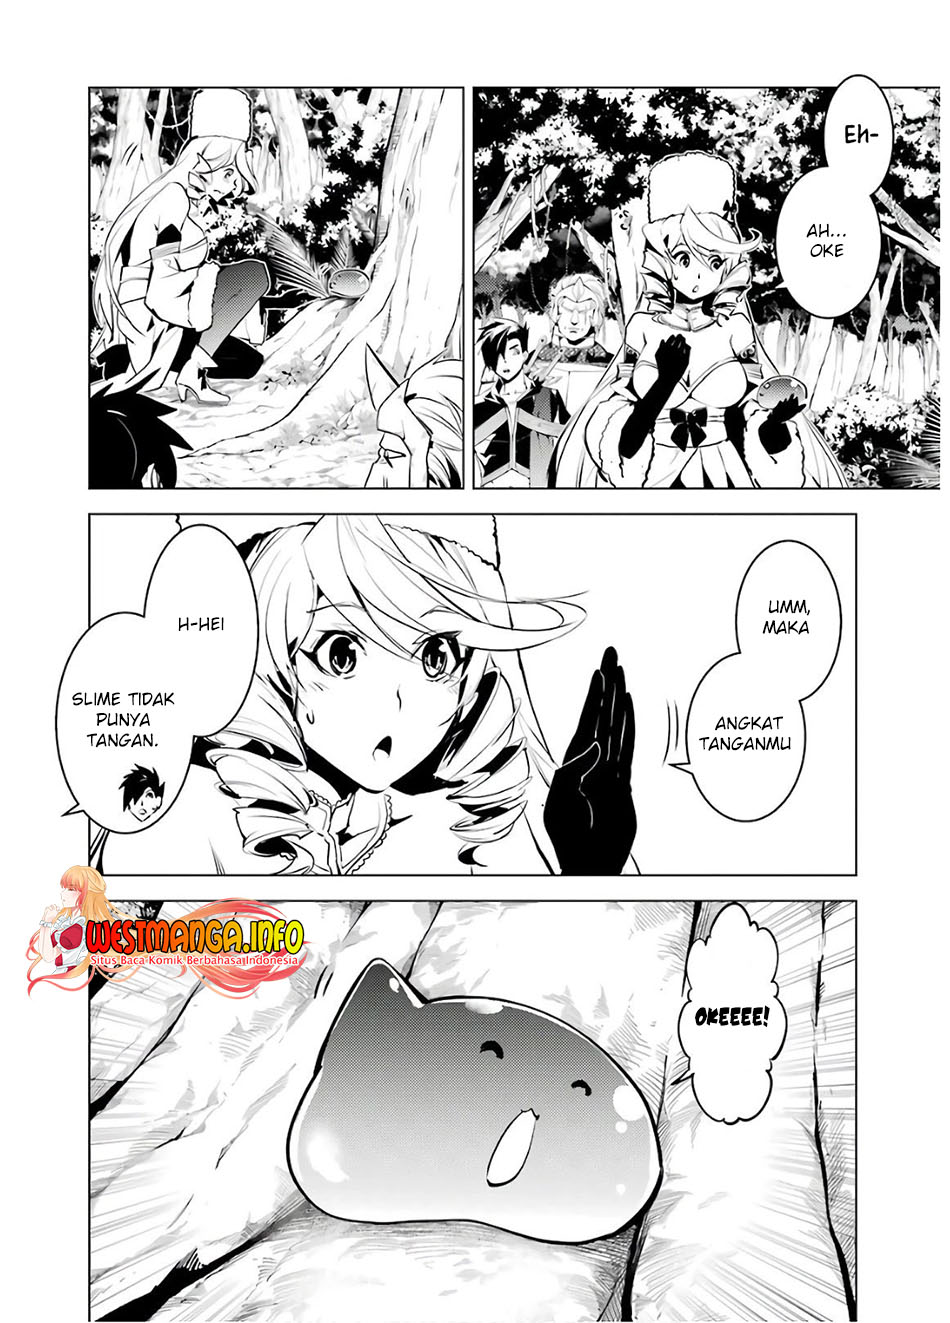 Eh-
AH...
OKE
UMM,
MAKA
ANGKAT
TANGANMU
H-HEI
SLIME TIDAK
PUNYA
TANGAN.
WESTMANGA.INFO
Situs Baca Komik Berbahasa Indonesia
OKEEEE!